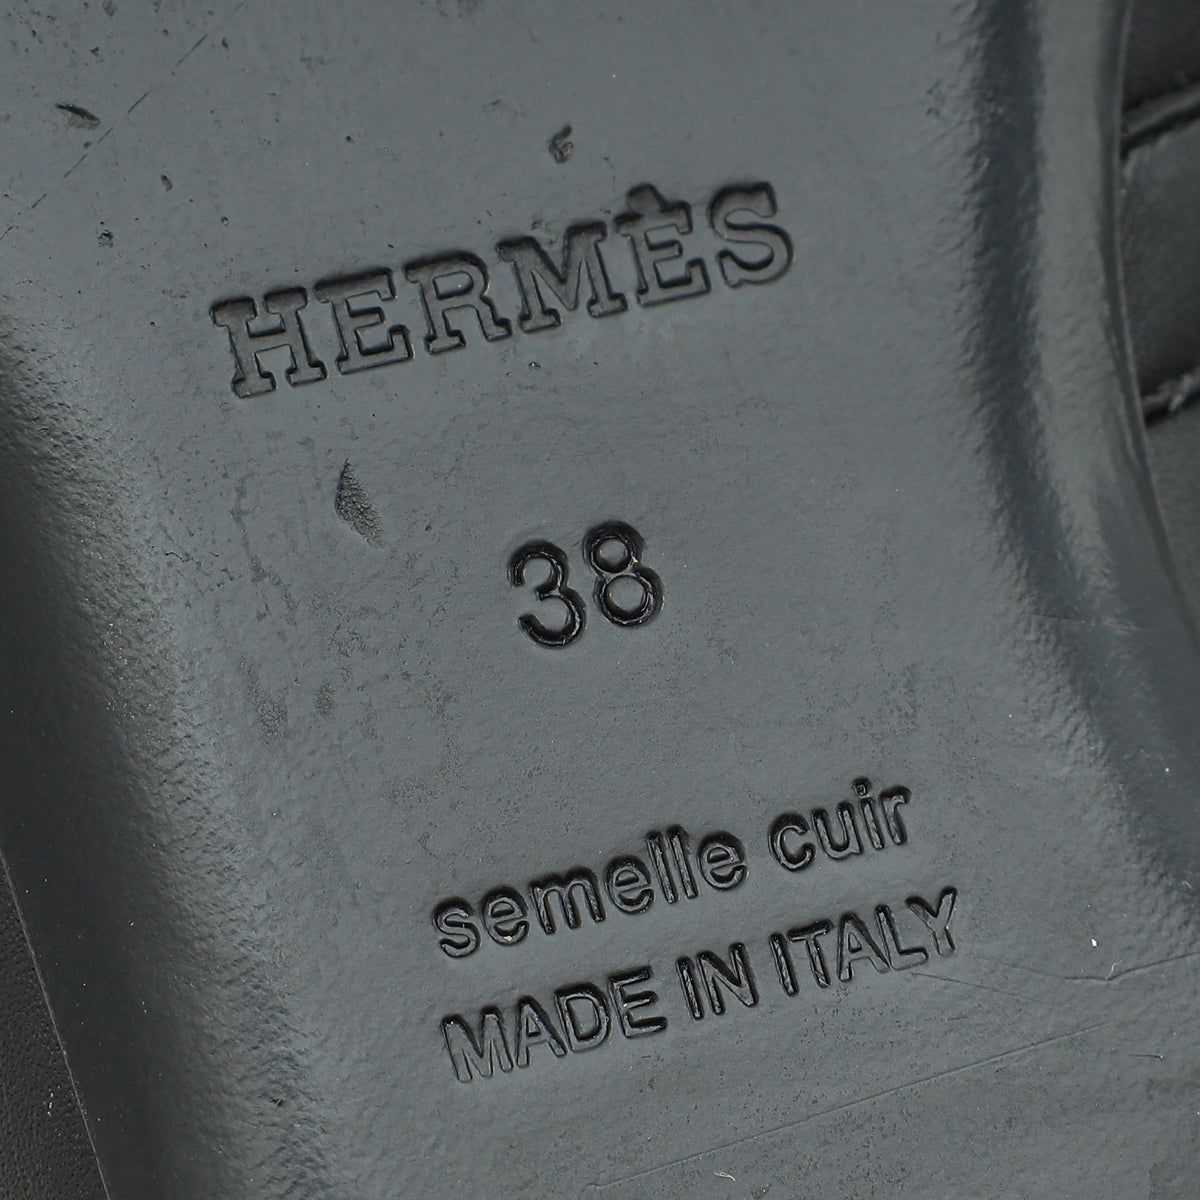 HERMÈS
38
semelle cuir
MADE IN ITALY